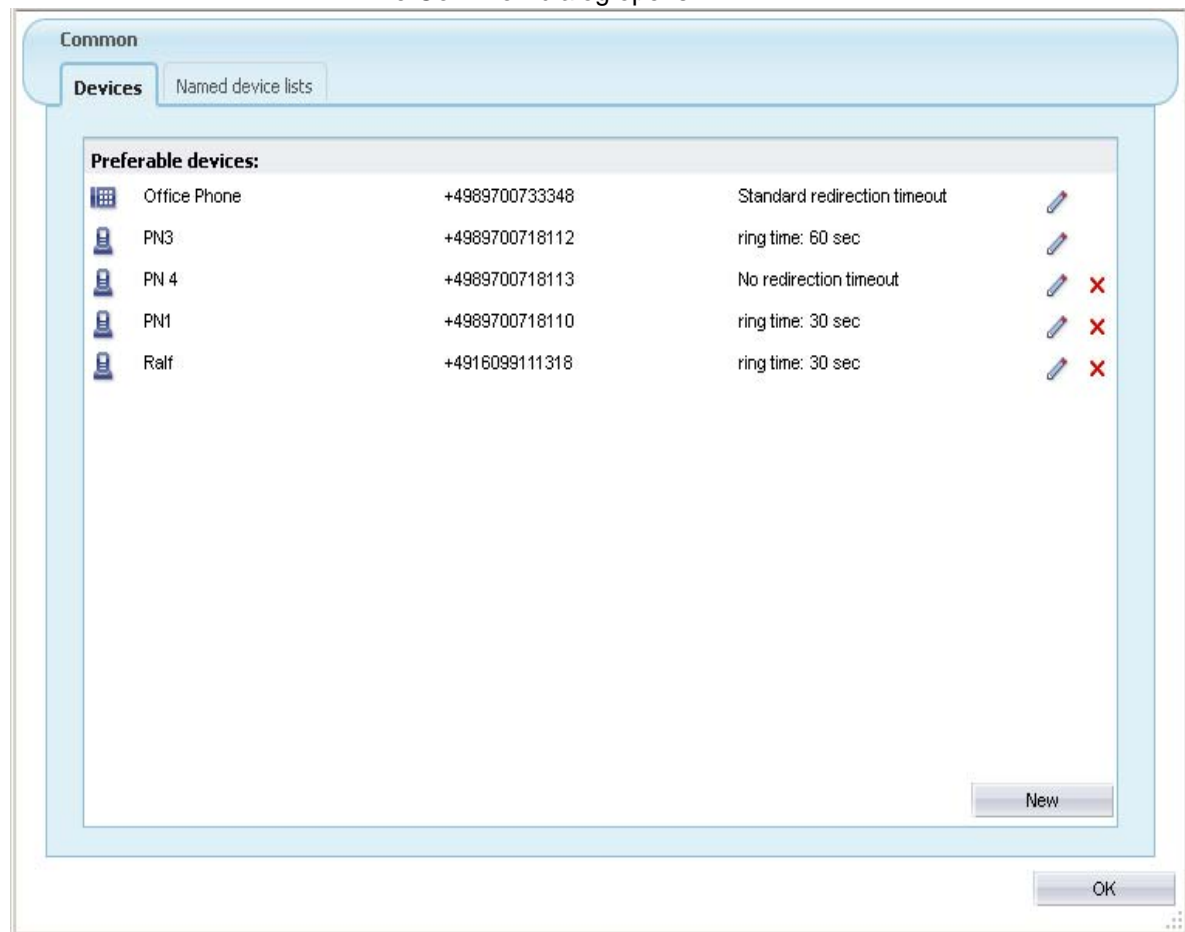 Common
Devices Named device lists
Preferable devices:
Office Phone +4989700733348 Standard redirection timeout
PN3 +4989700718112 ring time: 60 sec
PN 4 +4989700718113 No redirection timeout
PN1 +4989700718110 ring time: 30 sec
Ralf +4916099111318 ring time: 30 sec
New
OK